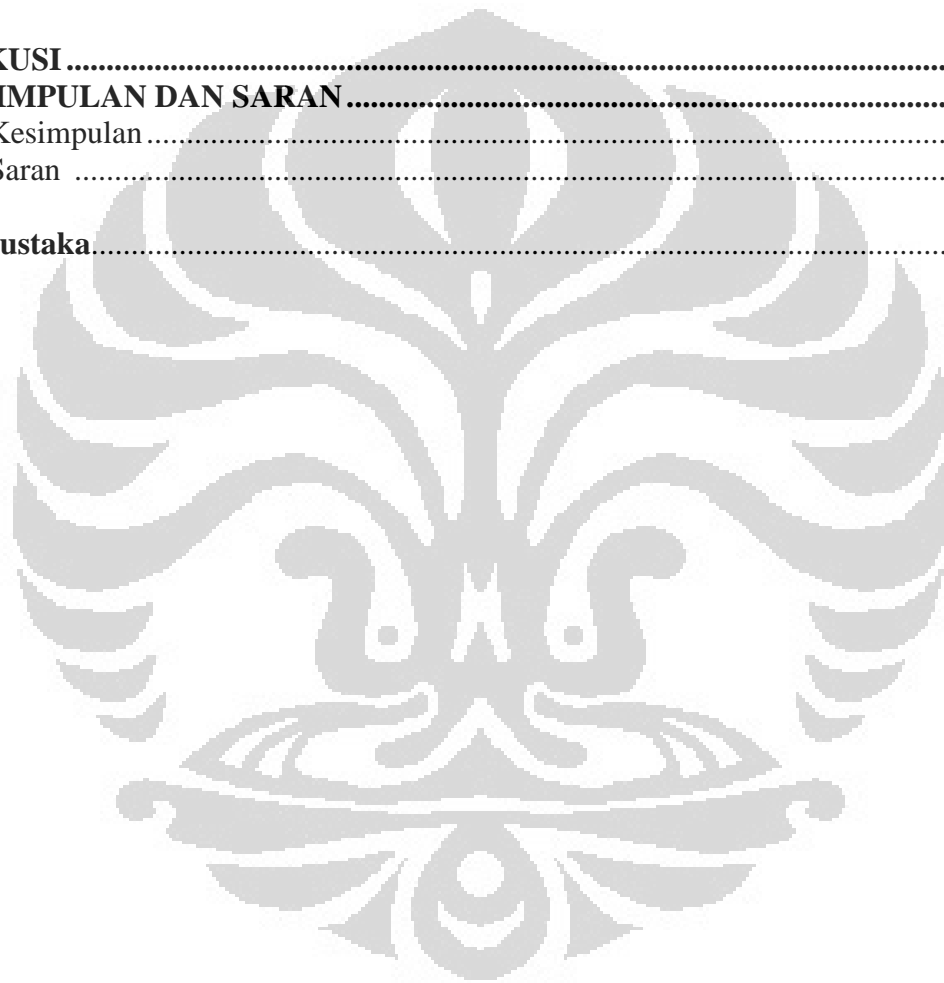 KUSI ...............................................................................................................
IMPULAN DAN SARAN ...........................................................................
Kesimpulan .....................................................................................................
Saran ...............................................................................................................
ustaka ..............................................................................................................